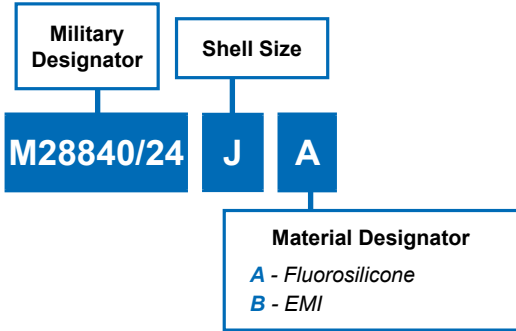 Military
Designator
Shell Size
M28840/24
J
A
Material Designator
A - Fluorosilicone
B - EMI